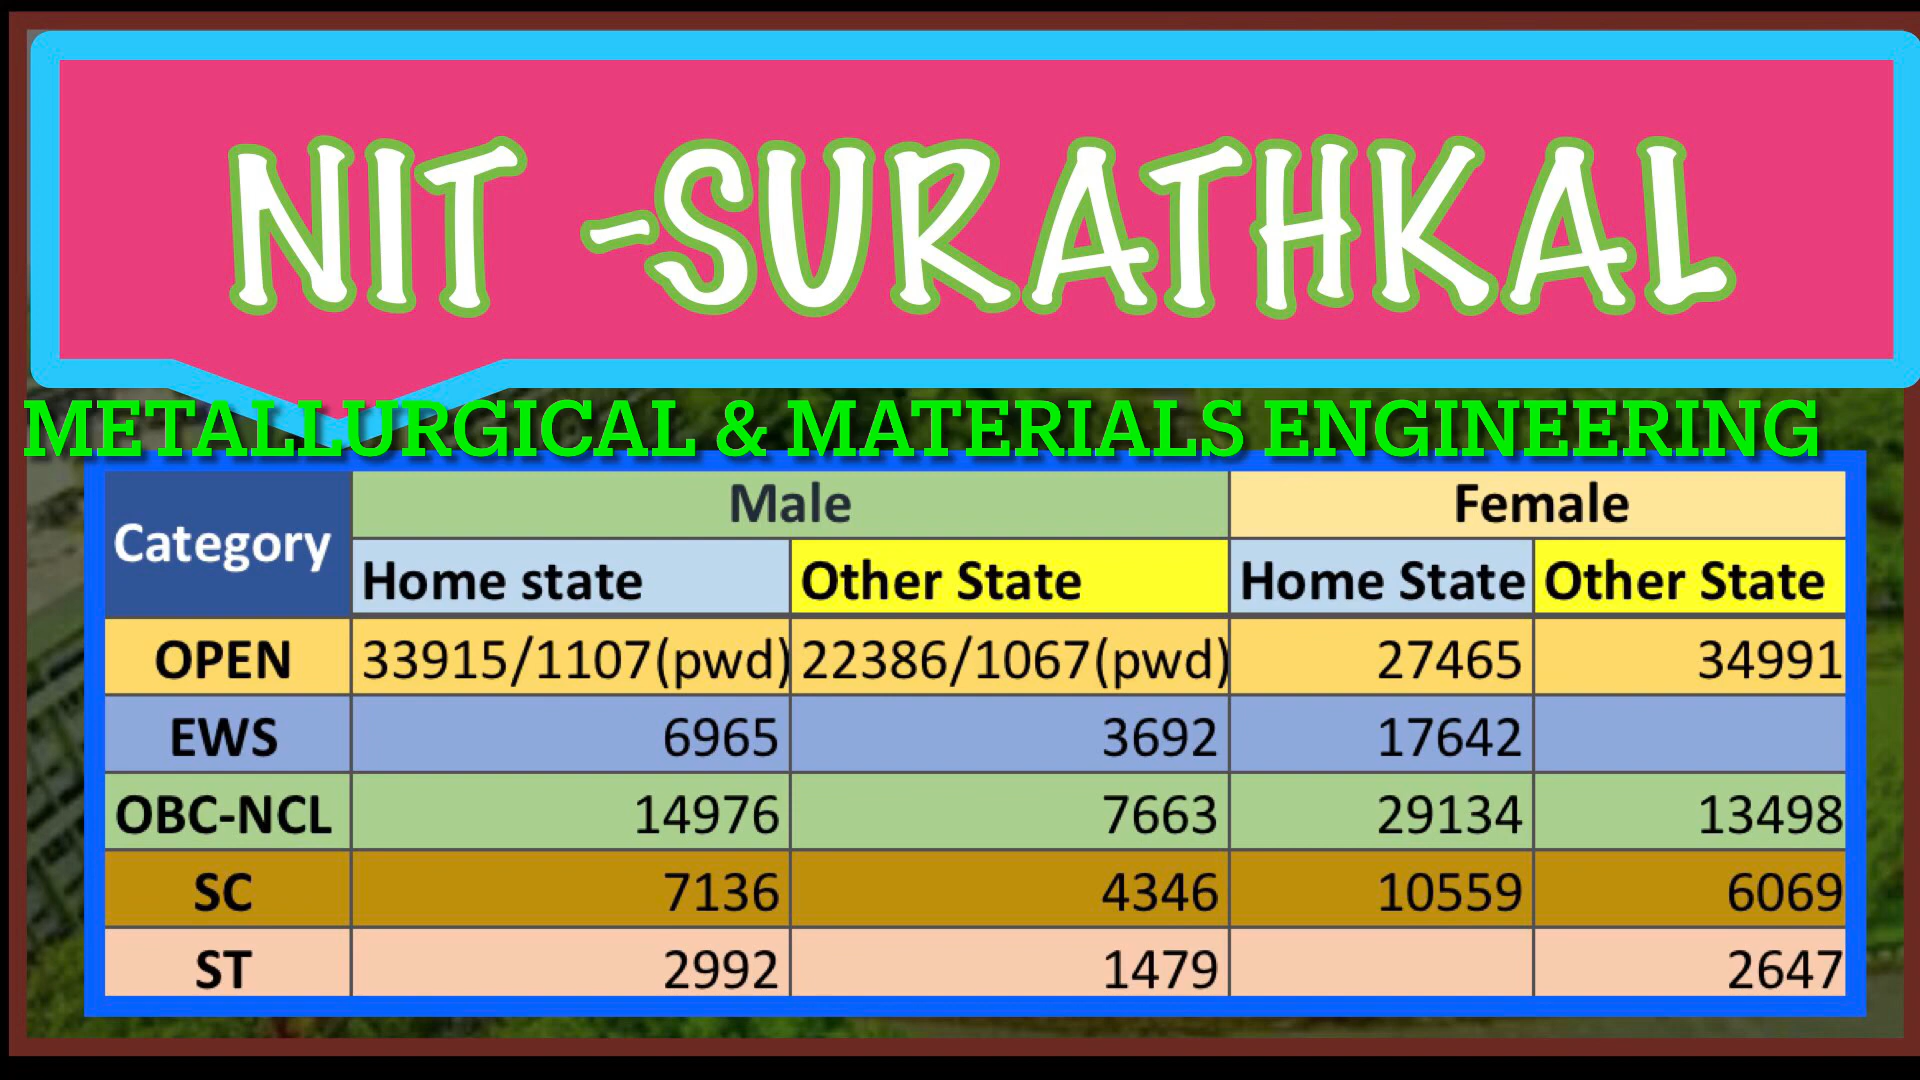 NIT -SURATHKAL
METALLURGICAL & MATERIALS ENGINEERING
Category Male Female
Home state Other State Home State Other State
OPEN 33915/1107(pwd) 22386/1067(pwd) 27465 34991
EWS 6965 3692 17642
OBC-NCL 14976 7663 29134 13498
SC 7136 4346 10559 6069
ST 2992 1479 2647